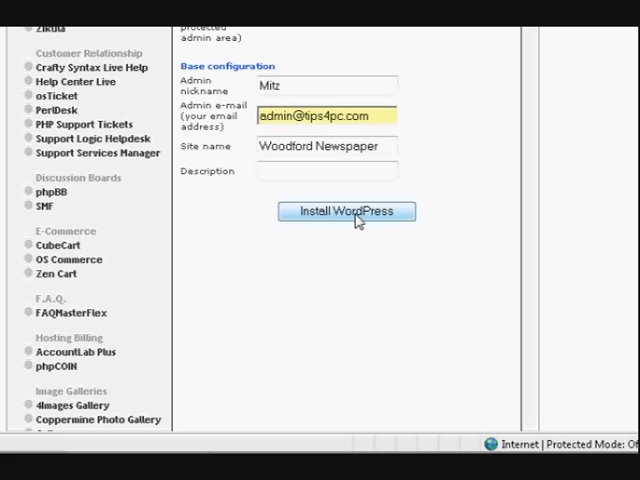 Zikula
Customer Relationship
Crafty Syntax Live Help
Help Center Live
osTicket
PerlDesk
PHP Support Tickets
Support Logic Helpdesk
Support Services Manager
Discussion Boards
phpBB
SMF
E-Commerce
CubeCart
OS Commerce
Zen Cart
F.A.Q.
FAQMasterFlex
Hosting Billing
AccountLab Plus
phpCOIN
Image Galleries
4Images Gallery
Coppermine Photo Gallery
protected
admin area)
Base configuration
Admin
nickname
Mitz
Admin e-mail
(your email
address)
admin@tips4pc.com
Site name
Woodford Newspaper
Description
Install WordPress
Internet | Protected Mode: Of